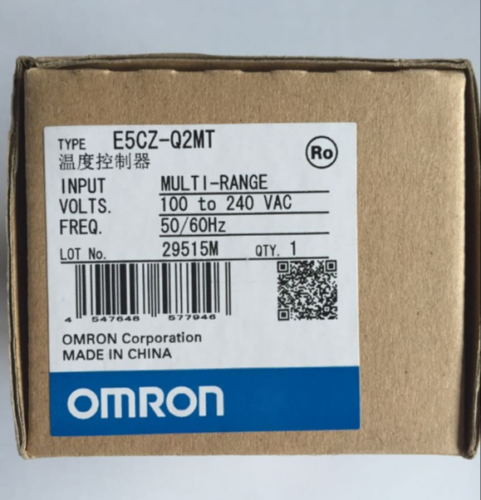 TYPE E5CZ-Q2MT
温度控制器
Ro
INPUT MULTI-RANGE
VOLTS. 100 to 240 VAC
FREQ. 50/60Hz
LOT No. 29515M QTY. 1
4 547648 577946
OMRON Corporation
MADE IN CHINA
OMRON